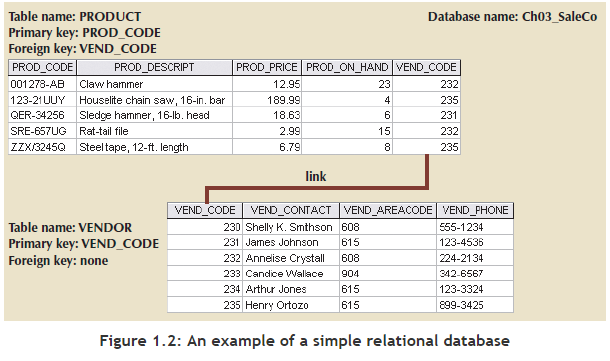 Table name: PRODUCT Database name: Ch03_SaleCo
Primary key: PROD_CODE
Foreign key: VEND_CODE
PROD_CODE PROD_DESCRIPT PROD_PRICE PROD_ON_HAND VEND_CODE
001278-AB Claw hammer 12.95 23 232
123-21UUY Houselite chain saw, 16-in. bar 189.99 4 235
QER-34256 Sledge hammer, 16-lb. head 18.63 6 231
SRE-657UG Rat-tail file 2.99 15 232
ZZX/3245Q Steel tape, 12-ft. length 6.79 8 235
link
VEND_CODE VEND_CONTACT VEND_AREACODE VEND_PHONE
230 Shelly K. Smithson 608 555-1234
231 James Johnson 615 123-4536
232 Annelise Crystall 608 224-2134
233 Candice Wallace 904 342-6567
234 Arthur Jones 615 123-3324
235 Henry Ortozo 615 899-3425
Table name: VENDOR
Primary key: VEND_CODE
Foreign key: none
Figure 1.2: An example of a simple relational database